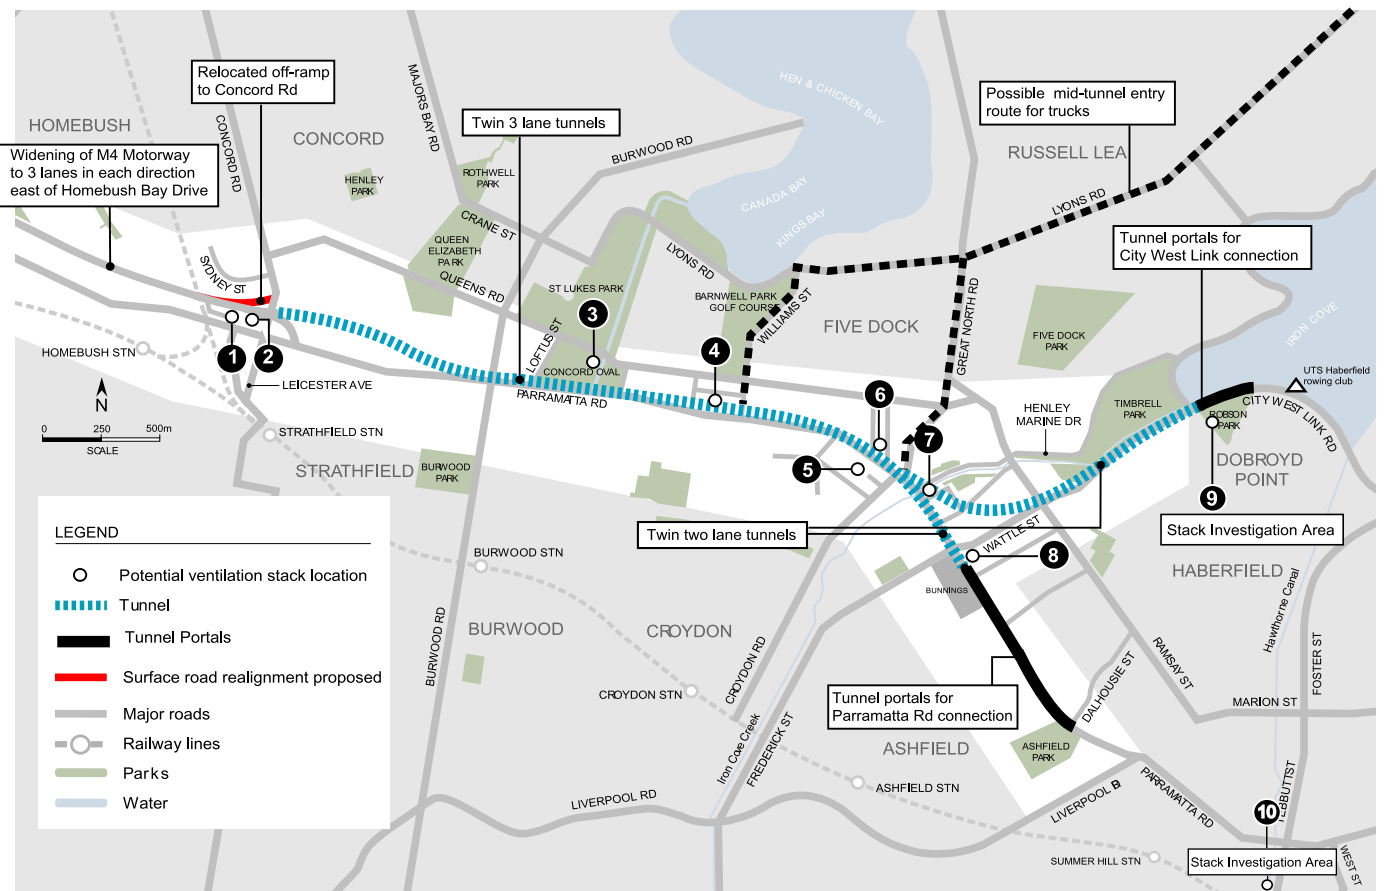 Relocated off-ramp
to Concord Rd
HOMEBUSH
Widening of M4 Motorway
to 3 lanes in each direction
east of Homebush Bay Drive
CONCORD RD
CONCORD
MAJORS BAY RD
HENLEY
PARK
ROTHWELL
PARK
Twin 3 lane tunnels
BURWOOD RD
HEN & CHICKEN BAY
CANADA BAY
KINGS BAY
Possible mid-tunnel entry
route for trucks
RUSSELL LEA
LYONS RD
Tunnel portals for
City West Link connection
IRON COVE
CRANE ST
QUEEN
ELIZABETH
PARK
QUEENS RD
SYDNEY ST
LYONS RD
ST LUKES PARK
3
LOFTUS ST
CONCORD OVAL
BARNWELL PARK
GOLF COURSE
WILLIAMS ST
FIVE DOCK
GREAT NORTH RD
FIVE DOCK
PARK
1
2
HOMEBUSH STN
LEICESTER AVE
PARRAMATTA RD
4
6
7
5
HENLEY
MARINE DR
TIMBRELL
PARK
ROBSON
PARK
UTS Haberfield
rowing club
CITY WEST LINK RD
DOBROYD
POINT
9
Stack Investigation Area
N
0 250 500m
SCALE
STRATHFIELD STN
STRATHFIELD
BURWOOD
PARK
Twin two lane tunnels
WATTLE ST
8
BUNNINGS
HABERFIELD
Hawthorne Canal
FOSTER ST
MARION ST
RAMSAY ST
DALHOUSIE ST
LEGEND
Potential ventilation stack location
Tunnel
Tunnel Portals
Surface road realignment proposed
Major roads
Railway lines
Parks
Water
BURWOOD STN
BURWOOD
BURWOOD RD
CROYDON
CROYDON STN
CROYDON RD
Iron Cove Creek
FREDERICK ST
Tunnel portals for
Parramatta Rd connection
ASHFIELD
ASHFIELD
PARK
ASHFIELD STN
LIVERPOOL RD
LIVERPOOL RD
PARRAMATTA RD
SUMMER HILL STN
10
TEBBUTT ST
WEST ST
Stack Investigation Area